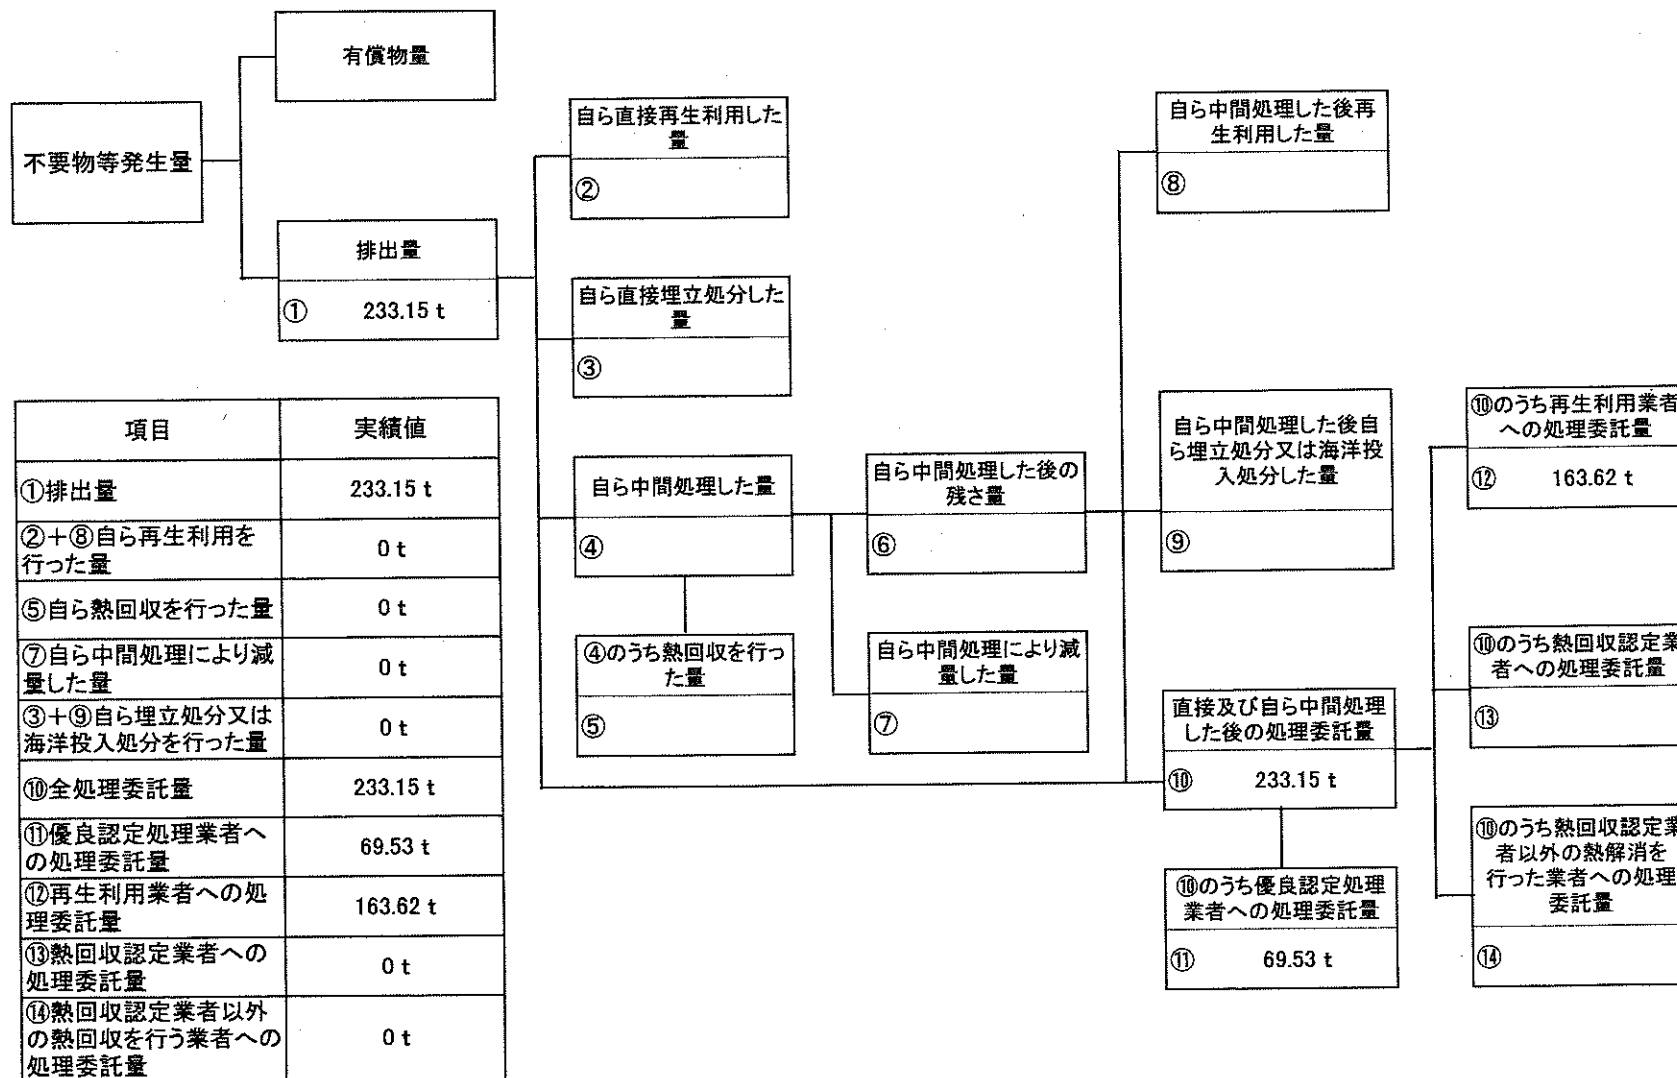 有償物量
不要物等発生量
排出量
① 233.15 t
自ら直接再生利用した
量
②
自ら直接埋立処分した
量
③
自ら中間処理した量
④
④のうち熱回収を行っ
た量
⑤
自ら中間処理した後の
残さ量
⑥
自ら中間処理により減
量した量
⑦
自ら中間処理した後再
生利用した量
⑧
自ら中間処理した後自
ら埋立処分又は海洋投
入処分した量
⑨
直接及び自ら中間処理
した後の処理委託量
⑩ 233.15 t
⑩のうち優良認定処理
業者への処理委託量
⑪ 69.53 t
⑩のうち再生利用業者
への処理委託量
⑫ 163.62 t
⑩のうち熱回収認定業
者への処理委託量
⑬
⑩のうち熱回収認定業
者以外の熱解消を
行った業者への処理
委託量
⑭
項目 実績値
①排出量 233.15 t
②+⑧自ら再生利用を
行った量 0 t
⑤自ら熱回収を行った量 0 t
⑦自ら中間処理により減
量した量 0 t
③+⑨自ら埋立処分又は
海洋投入処分を行った量 0 t
⑩全処理委託量 233.15 t
⑪優良認定処理業者へ
の処理委託量 69.53 t
⑫再生利用業者への処
理委託量 163.62 t
⑬熱回収認定業者への
処理委託量 0 t
⑭熱回収認定業者以外
の熱回収を行う業者への
処理委託量 0 t